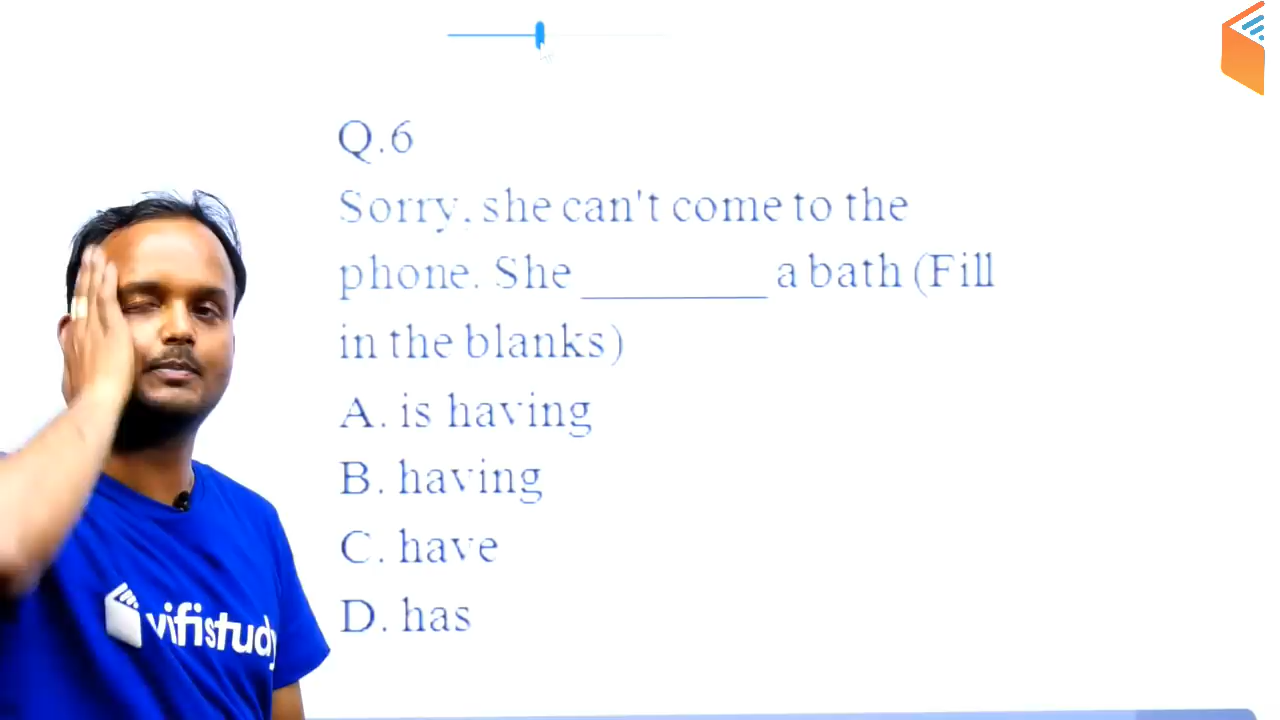 Q.6
Sorry, she can't come to the
phone. She ________ a bath (Fill
in the blanks)
A. is having
B. having
C. have
D. has
wifistudy